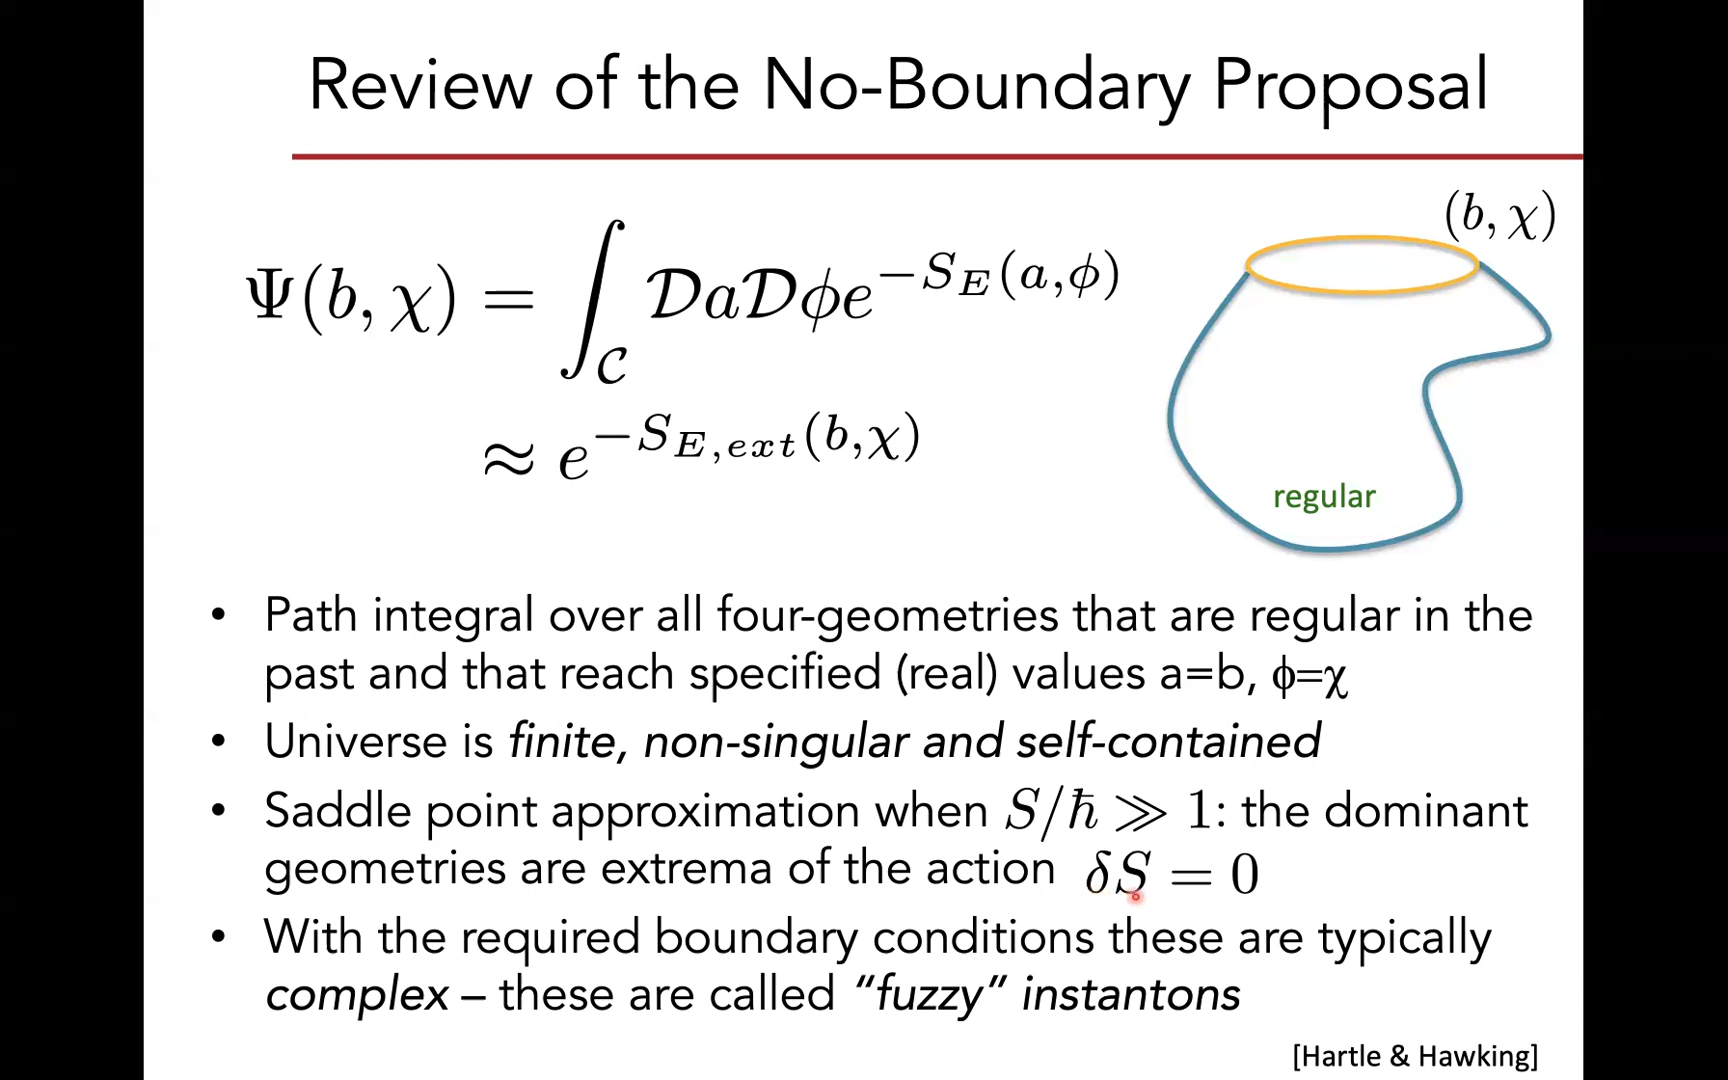 Review of the No-Boundary Proposal
(b, χ)
Ψ(b, χ) = ∫_C 𝒟a𝒟ϕe^{−S_E(a,ϕ)}
≈ e^{−S_{E,ext}(b,χ)}
regular
• Path integral over all four-geometries that are regular in the
past and that reach specified (real) values a=b, ϕ=χ
• Universe is finite, non-singular and self-contained
• Saddle point approximation when S/ℏ ≫ 1: the dominant
geometries are extrema of the action δS = 0
• With the required boundary conditions these are typically
complex – these are called “fuzzy” instantons
[Hartle & Hawking]